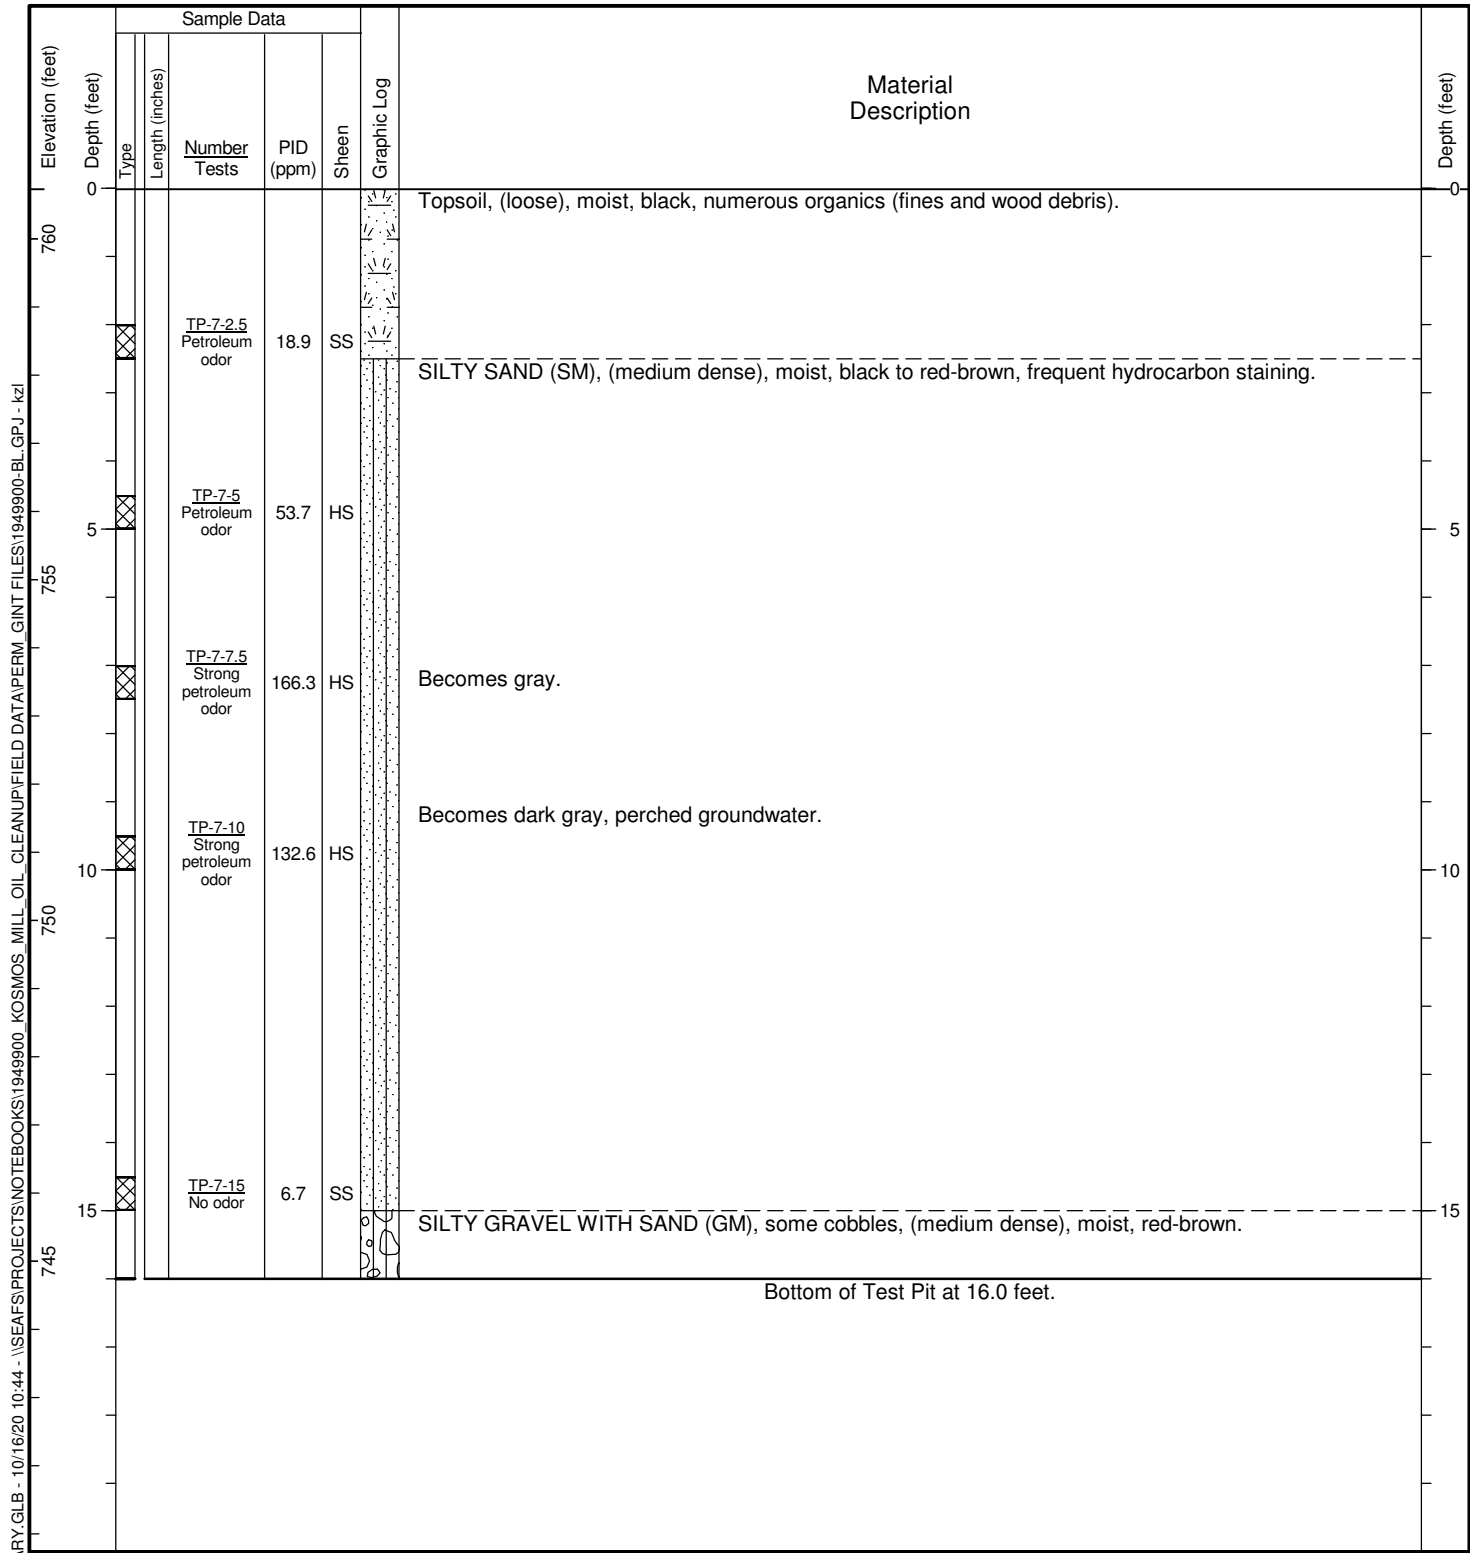 Sample Data
Elevation (feet)
Depth (feet)
Type
Length (inches)
Number
Tests
PID
(ppm)
Sheen
Graphic Log
Material
Description
Depth (feet)
0
0
Topsoil, (loose), moist, black, numerous organics (fines and wood debris).
760
TP-7-2.5
Petroleum
odor
18.9
SS
SILTY SAND (SM), (medium dense), moist, black to red-brown, frequent hydrocarbon staining.
TP-7-5
Petroleum
odor
53.7
HS
5
5
755
TP-7-7.5
Strong
petroleum
odor
166.3
HS
Becomes gray.
Becomes dark gray, perched groundwater.
TP-7-10
Strong
petroleum
odor
132.6
HS
10
10
750
TP-7-15
No odor
6.7
SS
15
15
SILTY GRAVEL WITH SAND (GM), some cobbles, (medium dense), moist, red-brown.
745
Bottom of Test Pit at 16.0 feet.
RY.GLB - 10/16/20 10:44 - \\SEAFS\PROJECTS\NOTEBOOKS\1949900_KOSMOS_MILL_OIL_CLEANUP\FIELD DATA\PERM_GINT FILES\1949900-BL.GPJ - kzl